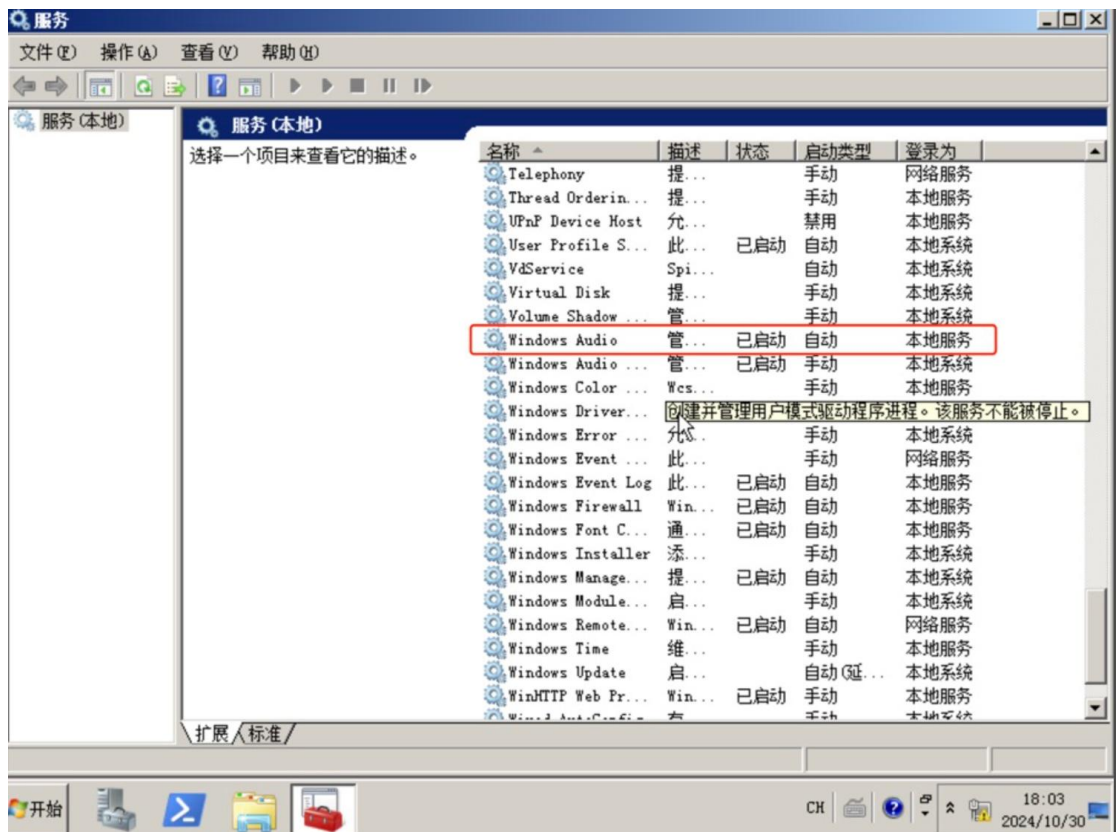 服务
文件(F) 操作(A) 查看(V) 帮助(H)
服务(本地)
服务(本地)
选择一个项目来查看它的描述。
名称 描述 状态 启动类型 登录为
Telephony 提... 手动 网络服务
Thread Orderin... 提... 手动 本地服务
UPnP Device Host 允... 禁用 本地服务
User Profile S... 此... 已启动 自动 本地系统
VdService Spi... 自动 本地系统
Virtual Disk 提... 手动 本地系统
Volume Shadow ... 管... 手动 本地系统
Windows Audio 管... 已启动 自动 本地服务
Windows Audio ... 管... 已启动 手动 本地系统
Windows Color ... Wcs... 手动 本地服务
Windows Driver... 创建并管理用户模式驱动程序进程。该服务不能被停止。
Windows Error ... 允... 手动 本地系统
Windows Event ... 此... 手动 网络服务
Windows Event Log 此... 已启动 自动 本地服务
Windows Firewall Win... 已启动 自动 本地服务
Windows Font C... 通... 已启动 自动 本地服务
Windows Installer 添... 手动 本地系统
Windows Manage... 提... 已启动 自动 本地系统
Windows Module... 启... 手动 本地系统
Windows Remote... Win... 已启动 自动 网络服务
Windows Time 维... 手动 本地服务
Windows Update 启... 自动(延... 本地系统
WinHTTP Web Pr... Win... 已启动 手动 本地服务
扩展 标准
开始
CH
18:03
2024/10/30